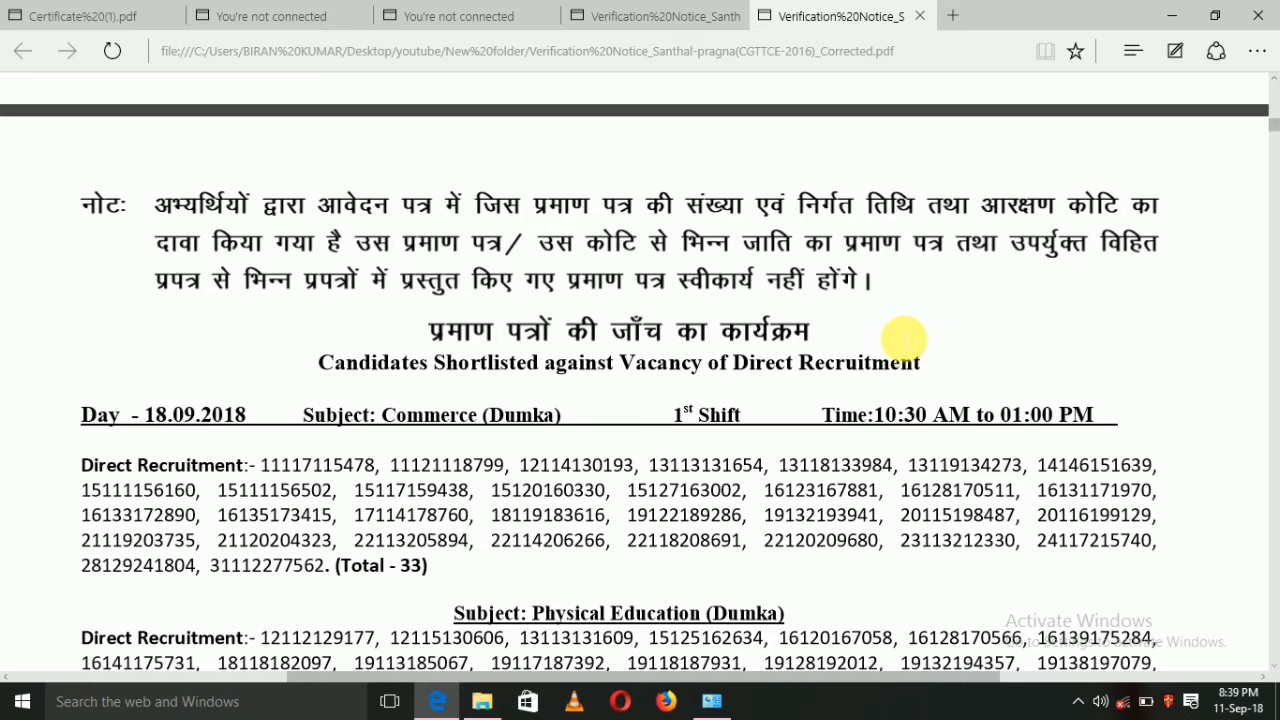 Certificate%20(1).pdf
You're not connected
You're not connected
Verification%20Notice_Santh
Verification%20Notice_S
file:///C:/Users/BIRAN%20KUMAR/Desktop/youtube/New%20folder/Verification%20Notice_Santhal-pragna(CGTTCE-2016)_Corrected.pdf
नोटः अभ्यर्थियों द्वारा आवेदन पत्र में जिस प्रमाण पत्र की संख्या एवं निर्गत तिथि तथा आरक्षण कोटि का
दावा किया गया है उस प्रमाण पत्र/ उस कोटि से भिन्न जाति का प्रमाण पत्र तथा उपर्युक्त विहित
प्रपत्र से भिन्न प्रपत्रों में प्रस्तुत किए गए प्रमाण पत्र स्वीकार्य नहीं होंगे।
प्रमाण पत्रों की जाँच का कार्यक्रम
Candidates Shortlisted against Vacancy of Direct Recruitment
Day - 18.09.2018 Subject: Commerce (Dumka) 1st Shift Time:10:30 AM to 01:00 PM
Direct Recruitment:- 11117115478, 11121118799, 12114130193, 13113131654, 13118133984, 13119134273, 14146151639,
15111156160, 15111156502, 15117159438, 15120160330, 15127163002, 16123167881, 16128170511, 16131171970,
16133172890, 16135173415, 17114178760, 18119183616, 19122189286, 19132193941, 20115198487, 20116199129,
21119203735, 21120204323, 22113205894, 22114206266, 22118208691, 22120209680, 23113212330, 24117215740,
28129241804, 31112277562. (Total - 33)
Subject: Physical Education (Dumka)
Direct Recruitment:- 12112129177, 12115130606, 13113131609, 15125162634, 16120167058, 16128170566, 16139175284,
16141175731, 18118182097, 19113185067, 19117187392, 19118187931, 19128192012, 19132194357, 19138197079,
Activate Windows
Go to Settings to activate Windows.
Search the web and Windows
8:39 PM
11-Sep-18